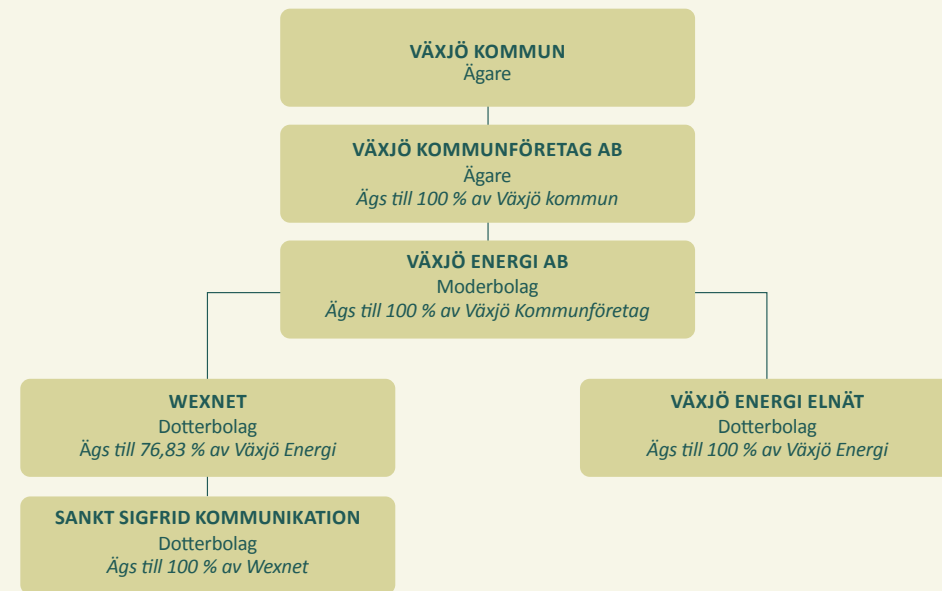 VÄXJÖ KOMMUN
Ägare
VÄXJÖ KOMMUNFÖRETAG AB
Ägare
Ägs till 100 % av Växjö kommun
VÄXJÖ ENERGI AB
Moderbolag
Ägs till 100 % av Växjö Kommunföretag
WEXNET
Dotterbolag
Ägs till 76,83 % av Växjö Energi
VÄXJÖ ENERGI ELNÄT
Dotterbolag
Ägs till 100 % av Växjö Energi
SANKT SIGFRID KOMMUNIKATION
Dotterbolag
Ägs till 100 % av Wexnet